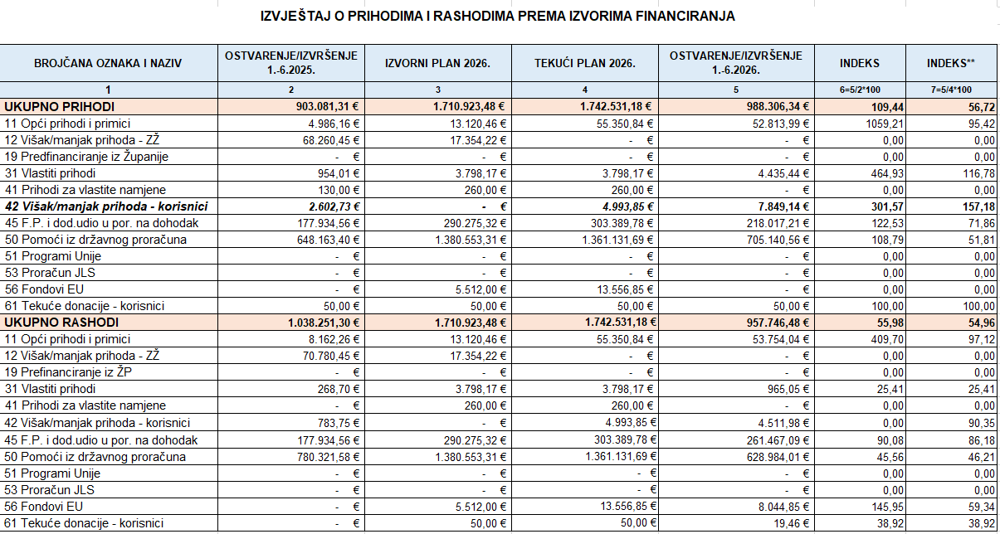 IZVJEŠTAJ O PRIHODIMA I RASHODIMA PREMA IZVORIMA FINANCIRANJA
BROJČANA OZNAKA I NAZIV OSTVARENJE/IZVRŠENJE 1.-6.2025. IZVORNI PLAN 2026. TEKUĆI PLAN 2026. OSTVARENJE/IZVRŠENJE 1.-6.2026. INDEKS INDEKS**
1 2 3 4 5 6=5/2*100 7=5/4*100
UKUPNO PRIHODI 903.081,31 € 1.710.923,48 € 1.742.531,18 € 988.306,34 € 109,44 56,72
11 Opći prihodi i primici 4.986,16 € 13.120,46 € 55.350,84 € 52.813,99 € 1059,21 95,42
12 Višak/manjak prihoda - ZŽ 68.260,45 € 17.354,22 € - € - € 0,00 0,00
19 Predfinanciranje iz Županije - € - € - € - € 0,00 0,00
31 Vlastiti prihodi 954,01 € 3.798,17 € 3.798,17 € 4.435,44 € 464,93 116,78
41 Prihodi za vlastite namjene 130,00 € 260,00 € 260,00 € - € 0,00 0,00
42 Višak/manjak prihoda - korisnici 2.602,73 € - € 4.993,85 € 7.849,14 € 301,57 157,18
45 F.P. i dod.udio u por. na dohodak 177.934,56 € 290.275,32 € 303.389,78 € 218.017,21 € 122,53 71,86
50 Pomoći iz državnog proračuna 648.163,40 € 1.380.553,31 € 1.361.131,69 € 705.140,56 € 108,79 51,81
51 Programi Unije - € - € - € - € 0,00 0,00
53 Proračun JLS - € - € - € - € 0,00 0,00
56 Fondovi EU - € 5.512,00 € 13.556,85 € - € 0,00 0,00
61 Tekuće donacije - korisnici 50,00 € 50,00 € 50,00 € 50,00 € 100,00 100,00
UKUPNO RASHODI 1.038.251,30 € 1.710.923,48 € 1.742.531,18 € 957.746,48 € 55,98 54,96
11 Opći prihodi i primici 8.162,26 € 13.120,46 € 55.350,84 € 53.754,04 € 409,70 97,12
12 Višak/manjak prihoda - ZŽ 70.780,45 € 17.354,22 € - € - € 0,00 0,00
19 Prefinanciranje iz ŽP - € - € - € - € 0,00 0,00
31 Vlastiti prihodi 268,70 € 3.798,17 € 3.798,17 € 965,05 € 25,41 25,41
41 Prihodi za vlastite namjene - € 260,00 € 260,00 € - € 0,00 0,00
42 Višak/manjak prihoda - korisnici 783,75 € - € 4.993,85 € 4.511,98 € 0,00 90,35
45 F.P. i dod.udio u por. na dohodak 177.934,56 € 290.275,32 € 303.389,78 € 261.467,09 € 90,08 86,18
50 Pomoći iz državnog proračuna 780.321,58 € 1.380.553,31 € 1.361.131,69 € 628.984,01 € 45,56 46,21
51 Programi Unije - € - € - € - € 0,00 0,00
53 Proračun JLS - € - € - € - € 0,00 0,00
56 Fondovi EU - € 5.512,00 € 13.556,85 € 8.044,85 € 145,95 59,34
61 Tekuće donacije - korisnici - € 50,00 € 50,00 € 19,46 € 38,92 38,92